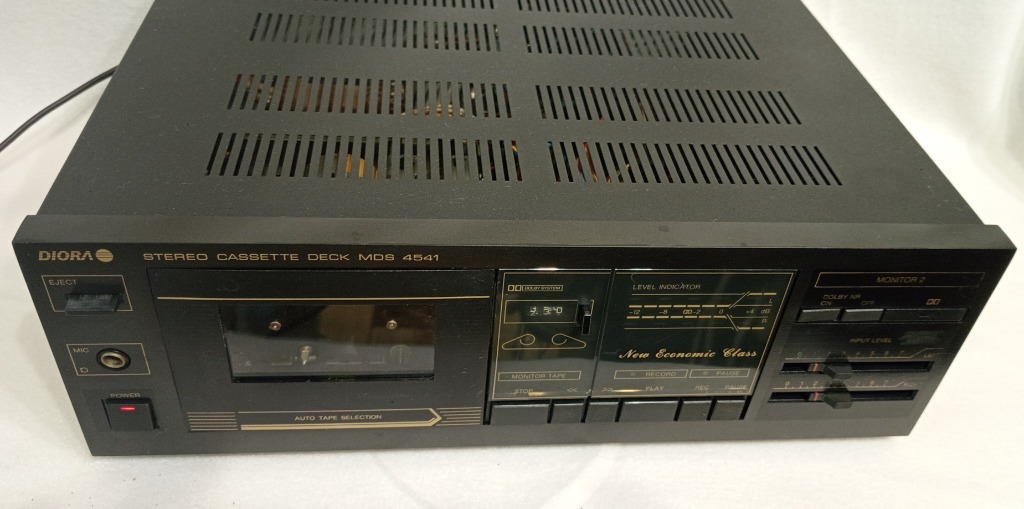 DIORA
STEREO CASSETTE DECK MDS 4541
EJECT
MIC
POWER
AUTO TAPE SELECTION
DOLBY SYSTEM
MONITOR TAPE
STOP << >> PLAY REC PAUSE
LEVEL INDICATOR
L
-12 -8 -2 0 +4 dB
R
New Economic Class
RECORD PAUSE
MONITOR 2
DOLBY NR
ON OFF
INPUT LEVEL